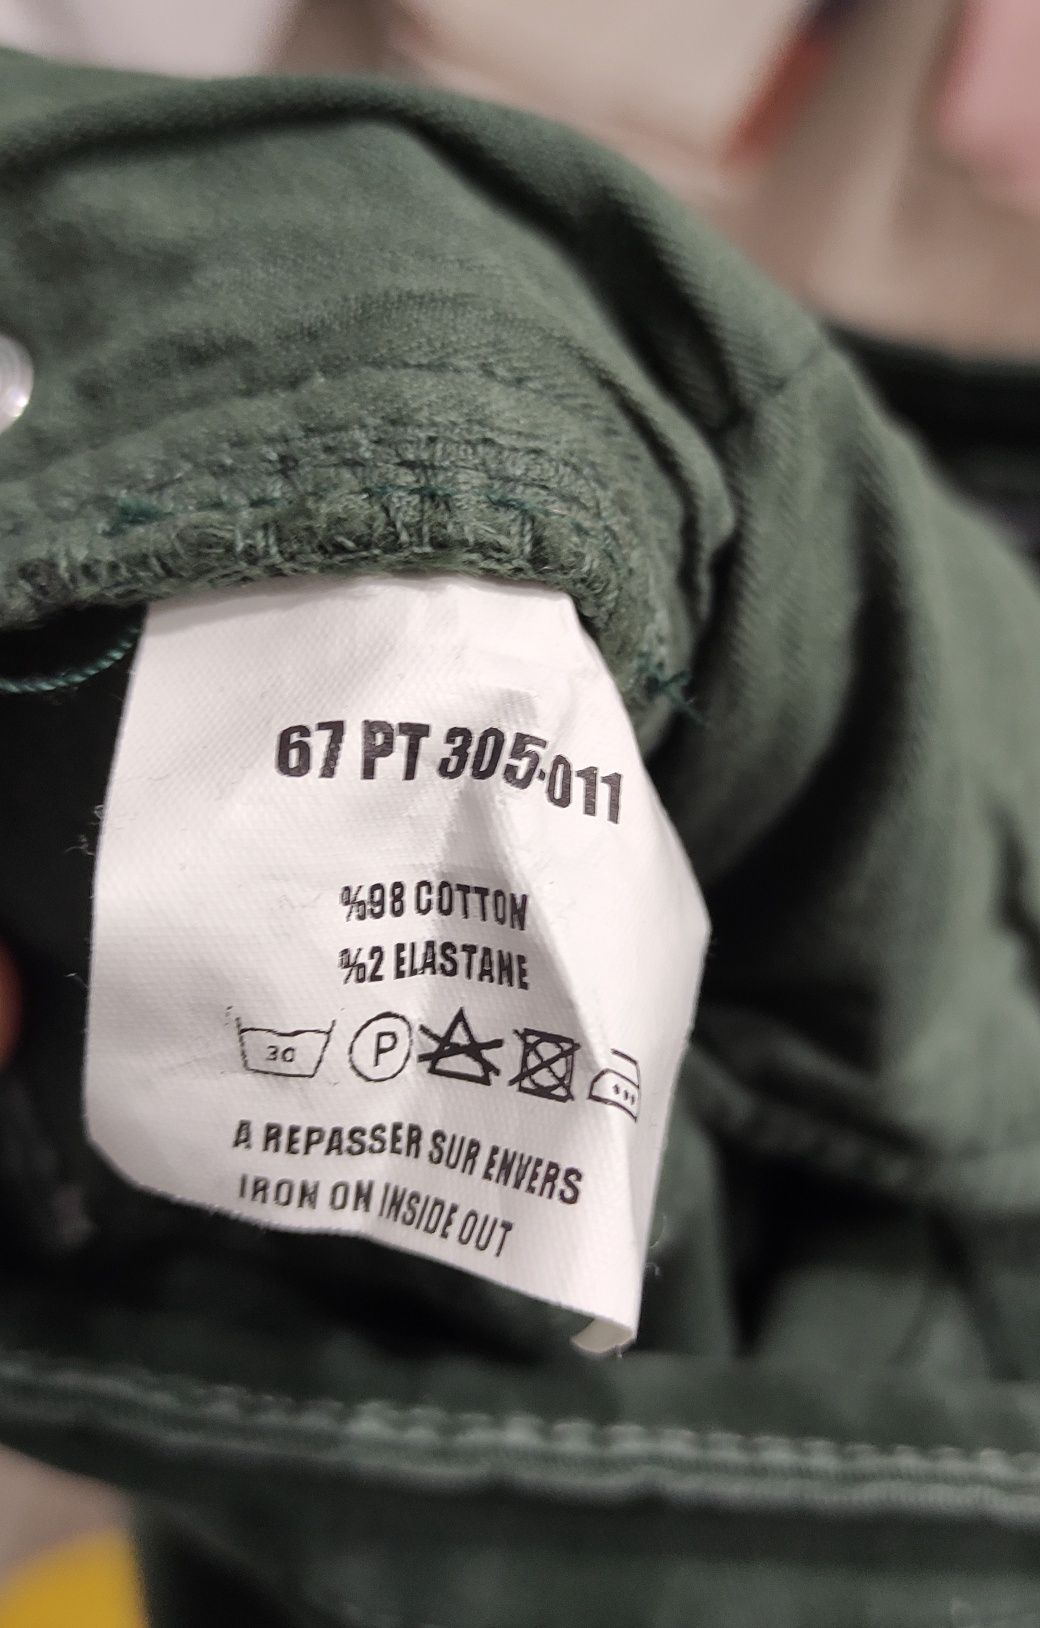 67 PT 305-011
%98 COTTON
%2 ELASTANE
30 P
A REPASSER SUR ENVERS
IRON ON INSIDE OUT